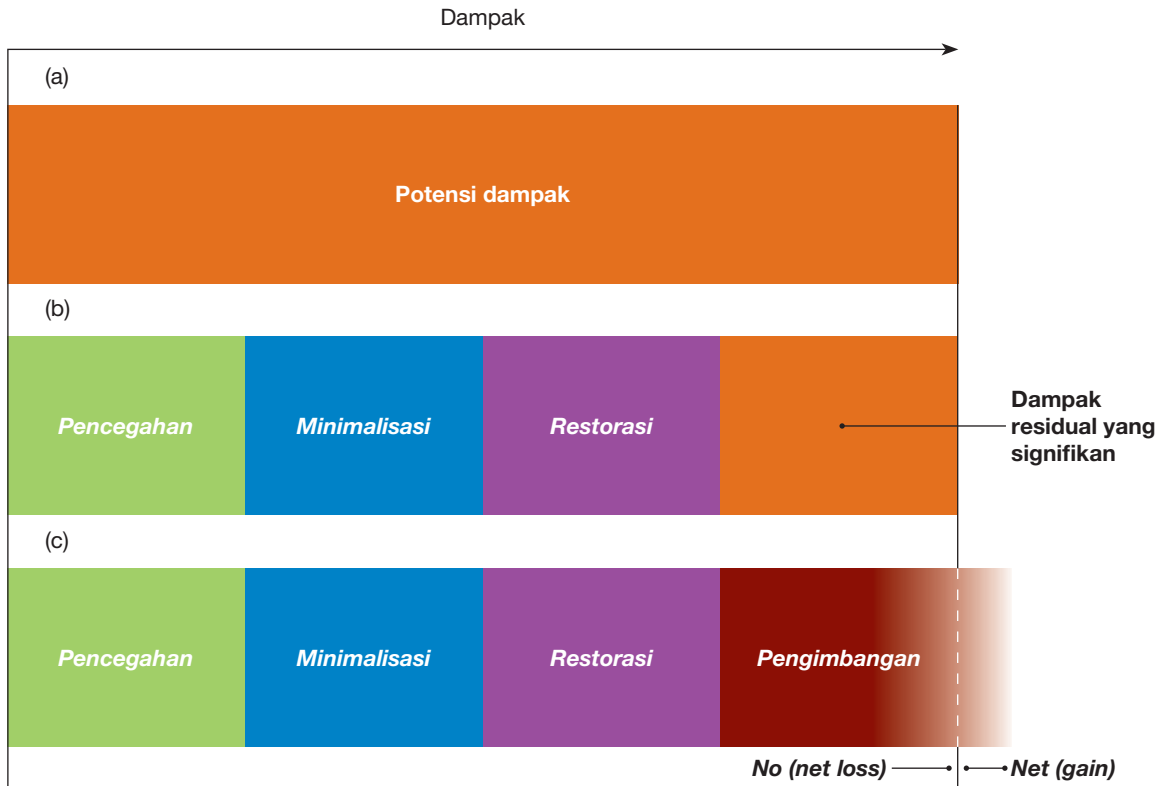 Dampak
(a)
Potensi dampak
(b)
Pencegahan
Minimalisasi
Restorasi
Dampak
residual yang
signifikan
(c)
Pencegahan
Minimalisasi
Restorasi
Pengimbangan
No (net loss)
Net (gain)